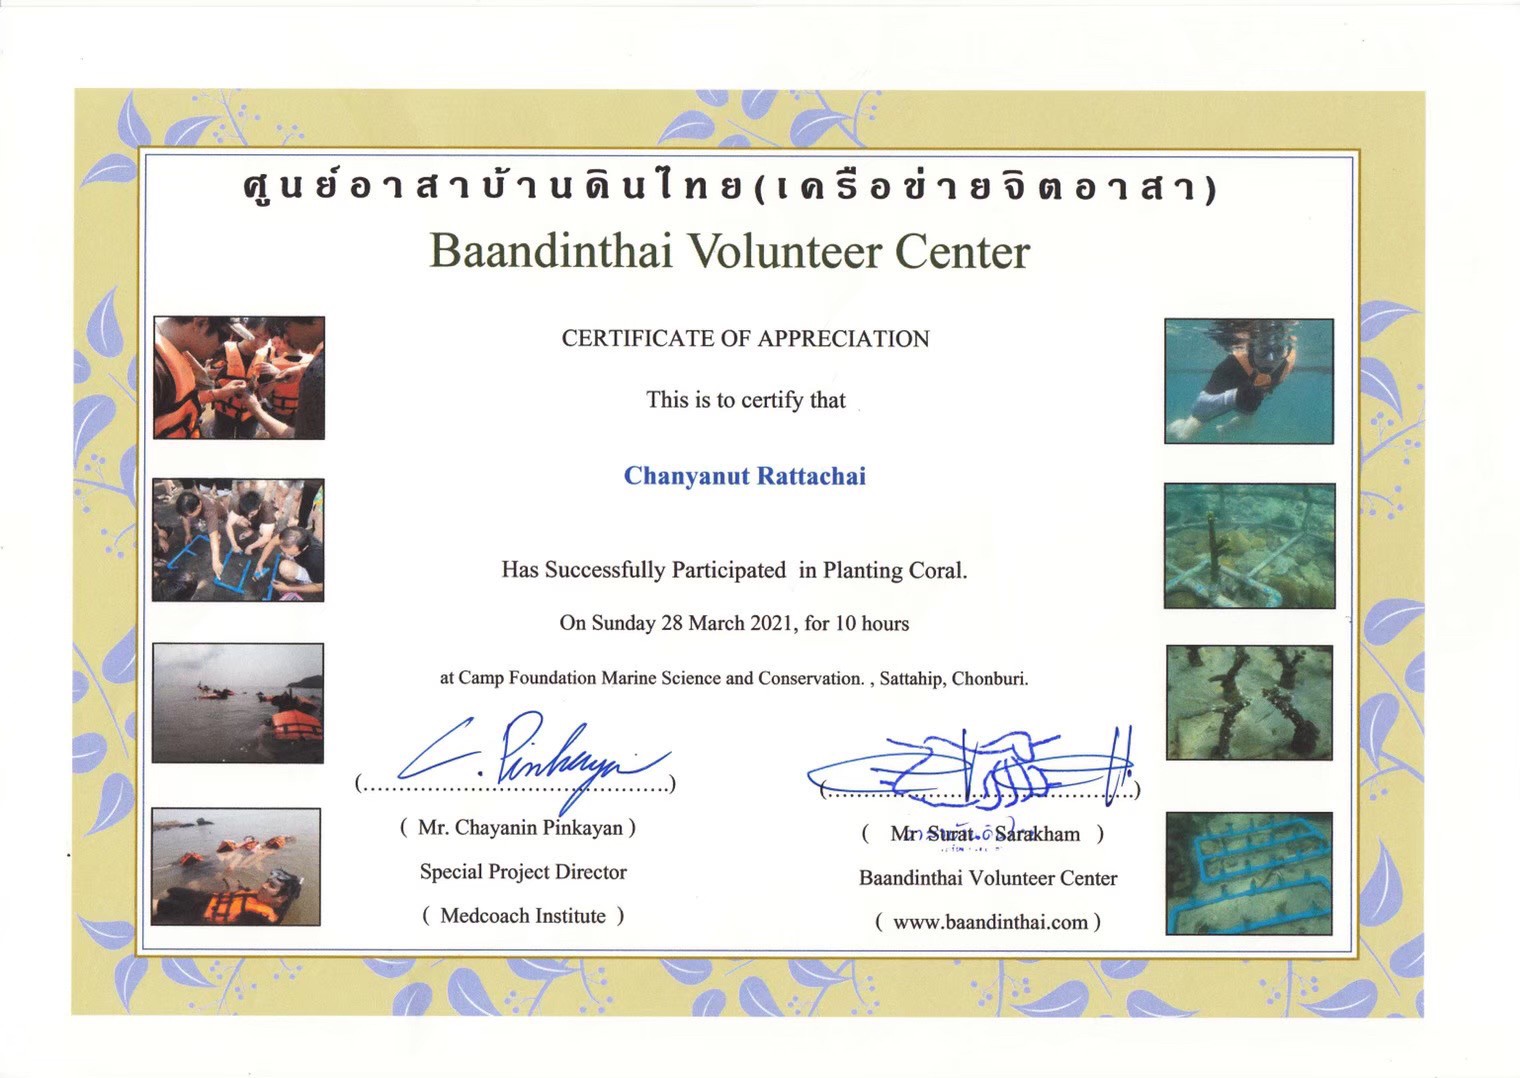 ศูนย์อาสาบ้านดินไทย(เครือข่ายจิตอาสา)
Baandinthai Volunteer Center
CERTIFICATE OF APPRECIATION
This is to certify that
Chanyanut Rattachai
Has Successfully Participated  in Planting Coral.
On Sunday 28 March 2021, for 10 hours
at Camp Foundation Marine Science and Conservation. , Sattahip, Chonburi.
C. Pinkayan
(........................................................)
(........................................................)
( Mr. Chayanin Pinkayan )
( Mr Surat Sarakham )
Special Project Director
Baandinthai Volunteer Center
( Medcoach Institute )
( www.baandinthai.com )